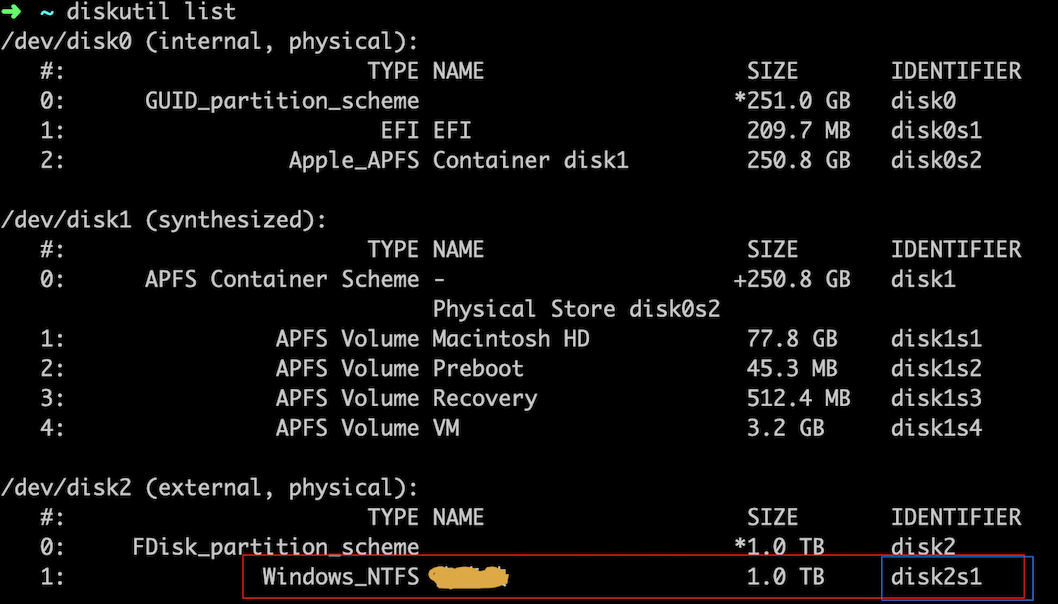 ➜ ~ diskutil list
/dev/disk0 (internal, physical):
#: TYPE NAME SIZE IDENTIFIER
0: GUID_partition_scheme *251.0 GB disk0
1: EFI EFI 209.7 MB disk0s1
2: Apple_APFS Container disk1 250.8 GB disk0s2
/dev/disk1 (synthesized):
#: TYPE NAME SIZE IDENTIFIER
0: APFS Container Scheme - +250.8 GB disk1
Physical Store disk0s2
1: APFS Volume Macintosh HD 77.8 GB disk1s1
2: APFS Volume Preboot 45.3 MB disk1s2
3: APFS Volume Recovery 512.4 MB disk1s3
4: APFS Volume VM 3.2 GB disk1s4
/dev/disk2 (external, physical):
#: TYPE NAME SIZE IDENTIFIER
0: FDisk_partition_scheme *1.0 TB disk2
1: Windows_NTFS 1.0 TB disk2s1